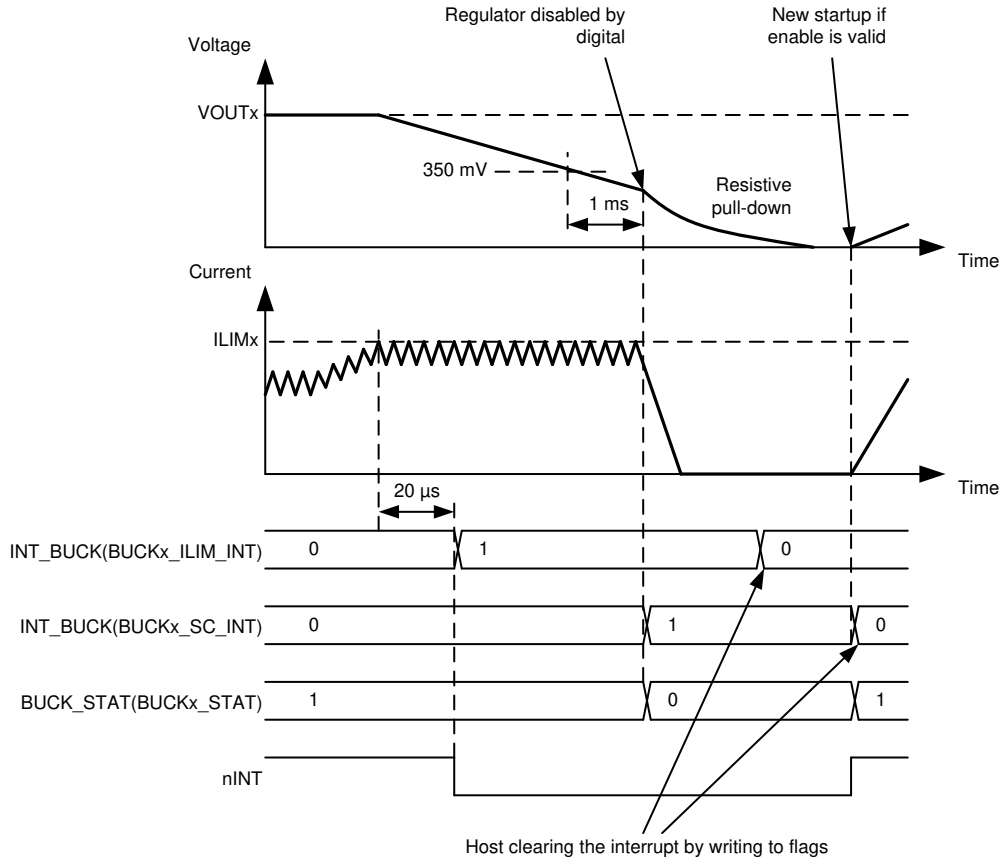 Regulator disabled by
digital
New startup if
enable is valid
Voltage
VOUTx
350 mV
1 ms
Resistive
pull-down
Time
Current
ILIMx
Time
20 µs
INT_BUCK(BUCKx_ILIM_INT)
0
1
0
INT_BUCK(BUCKx_SC_INT)
0
1
0
BUCK_STAT(BUCKx_STAT)
1
0
1
nINT
Host clearing the interrupt by writing to flags